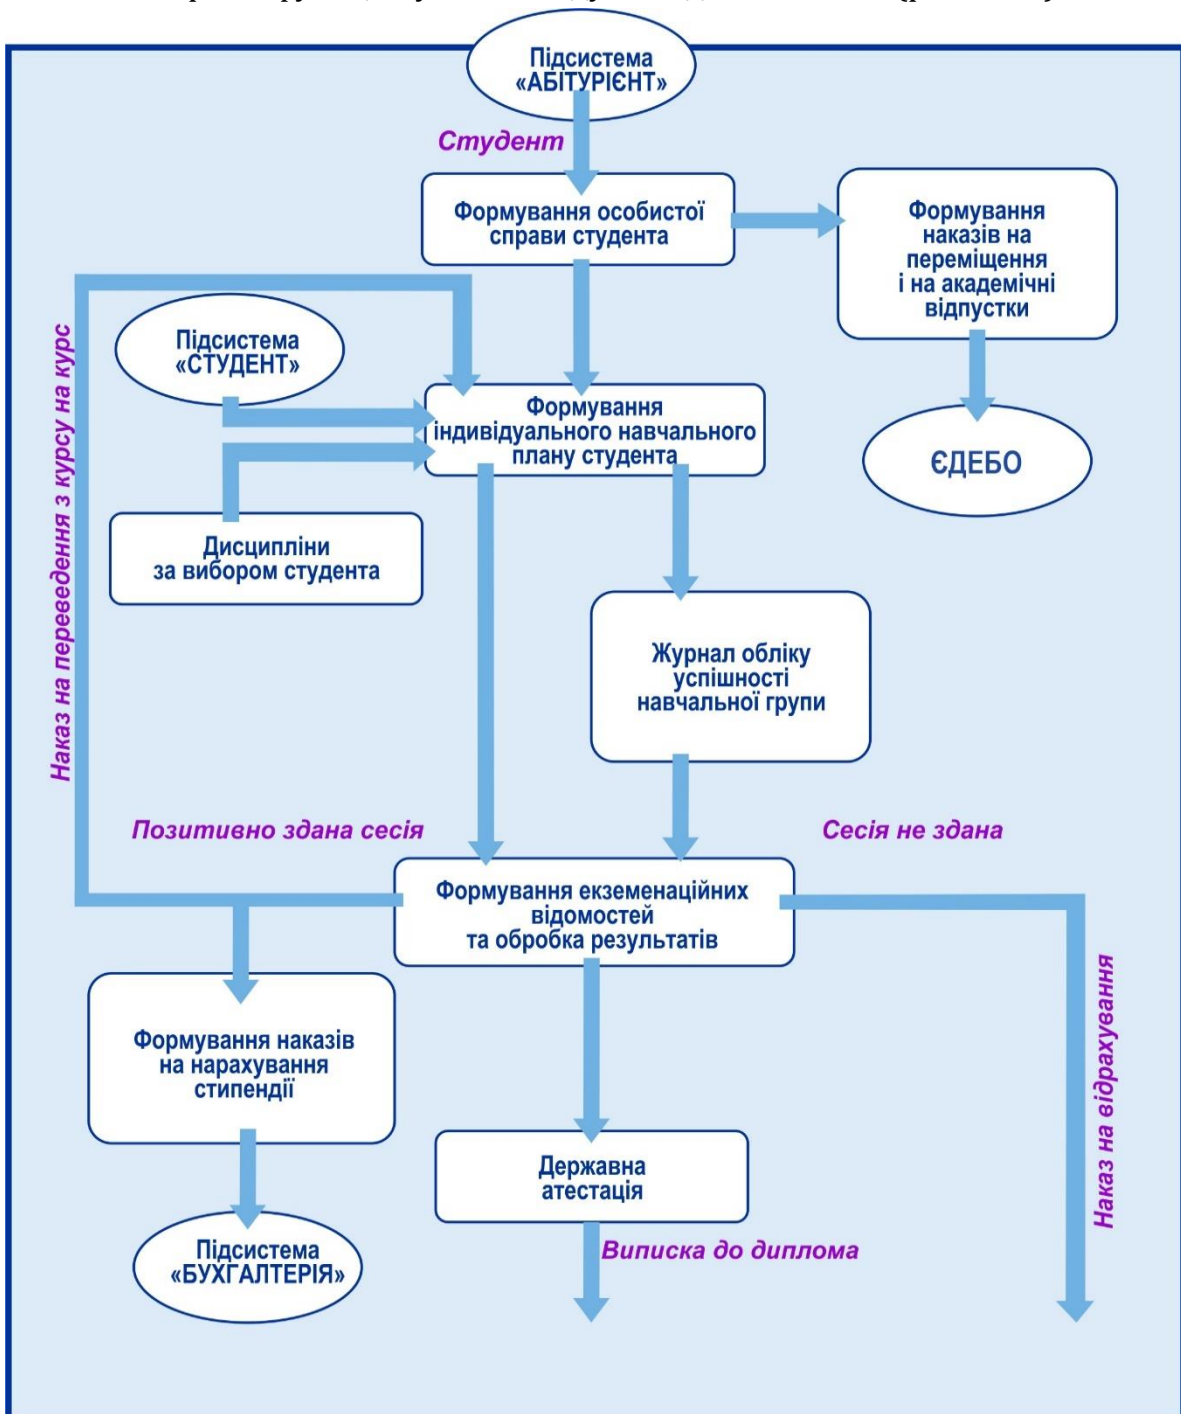 Підсистема
«АБІТУРІЄНТ»
Студент
Формування особистої
справи студента
Формування
наказів на
переміщення
і на академічні
відпустки
Підсистема
«СТУДЕНТ»
Формування
індивідуального навчального
плану студента
ЄДЕБО
Дисципліни
за вибором студента
Наказ на переведення з курсу на курс
Журнал обліку
успішності
навчальної групи
Позитивно здана сесія
Сесія не здана
Формування екземенаційних
відомостей
та обробка результатів
Формування наказів
на нарахування
стипендії
Наказ на відрахування
Державна
атестація
Підсистема
«БУХГАЛТЕРІЯ»
Виписка до диплома